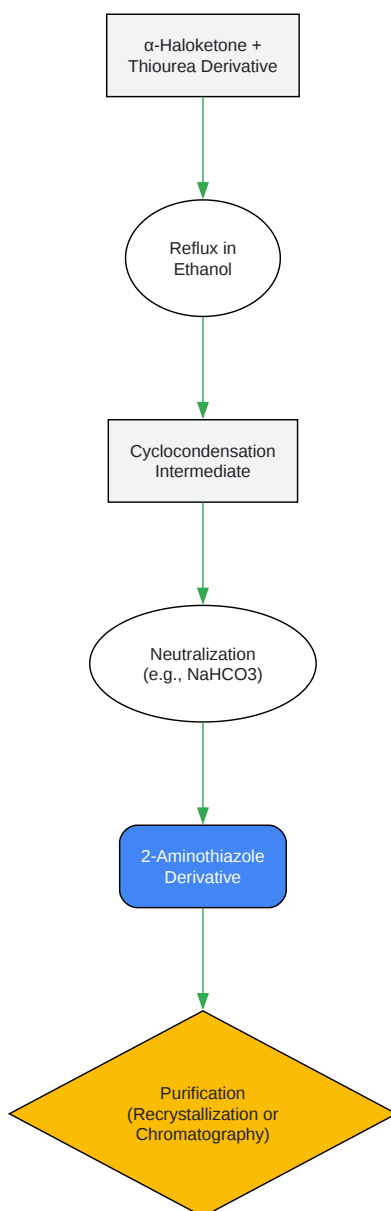 α-Haloketone +
Thiourea Derivative
Reflux in
Ethanol
Cyclocondensation
Intermediate
Neutralization
(e.g., NaHCO3)
2-Aminothiazole
Derivative
Purification
(Recrystallization or
Chromatography)